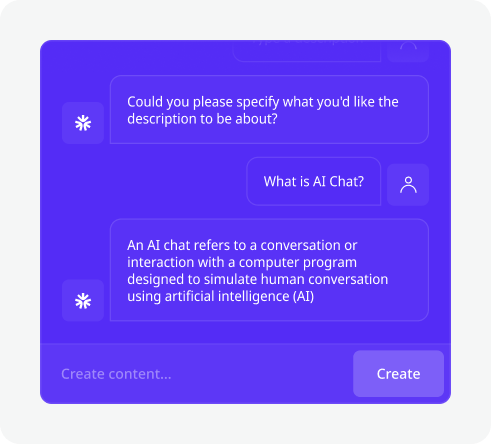 Could you please specify what you'd like the
description to be about?
What is AI Chat?
An AI chat refers to a conversation or
interaction with a computer program
designed to simulate human conversation
using artificial intelligence (AI)
Create content...
Create